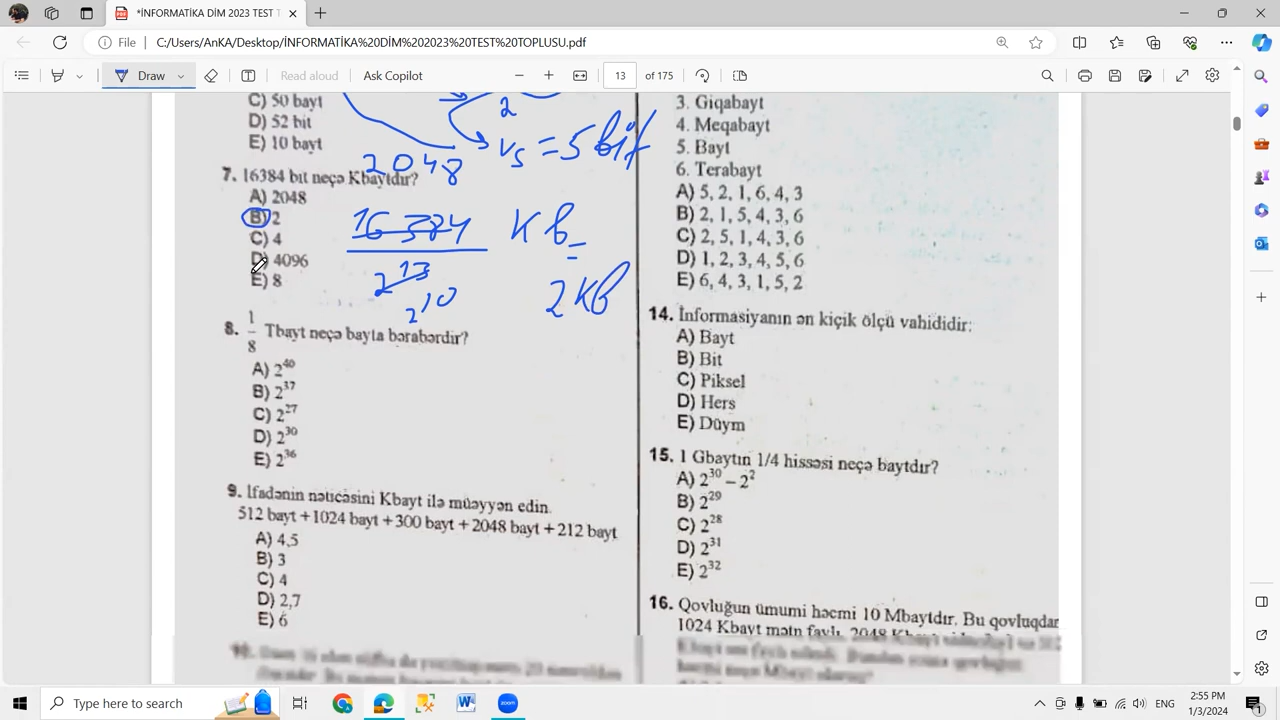 *İNFORMATİKA DİM 2023 TEST T
File
C:/Users/AnKA/Desktop/İNFORMATİKA%20DİM%202023%20TEST%20TOPLUSU.pdf
Draw
Read aloud
Ask Copilot
13
of 175
C) 50 bayt
D) 52 bit
E) 10 bayt
2
V5 = 5 bit
7. 16384 bit neçə Kbaytdır?
A) 2048
B) 2
C) 4
D) 4096
E) 8
2048
16 384
2^13
2^10
Kb
2 KB
8. 1/8 Tbayt neçə bayta bərabərdir?
A) 2^40
B) 2^37
C) 2^27
D) 2^30
E) 2^36
9. İfadənin nəticəsini Kbayt ilə müəyyən edin.
512 bayt + 1024 bayt + 300 bayt + 2048 bayt + 212 bayt
A) 4,5
B) 3
C) 4
D) 2,7
E) 6
3. Giqabayt
4. Meqabayt
5. Bayt
6. Terabayt
A) 5, 2, 1, 6, 4, 3
B) 2, 1, 5, 4, 3, 6
C) 2, 5, 1, 4, 3, 6
D) 1, 2, 3, 4, 5, 6
E) 6, 4, 3, 1, 5, 2
14. İnformasiyanın ən kiçik ölçü vahididir:
A) Bayt
B) Bit
C) Piksel
D) Hers
E) Düym
15. 1 Gbaytın 1/4 hissəsi neçə baytdır?
A) 2^30 – 2^2
B) 2^29
C) 2^28
D) 2^31
E) 2^32
16. Qovluğun ümumi həcmi 10 Mbaytdır. Bu qovluqdan
1024 Kbayt mətn faylı, 2048
Type here to search
ENG
2:55 PM
1/3/2024